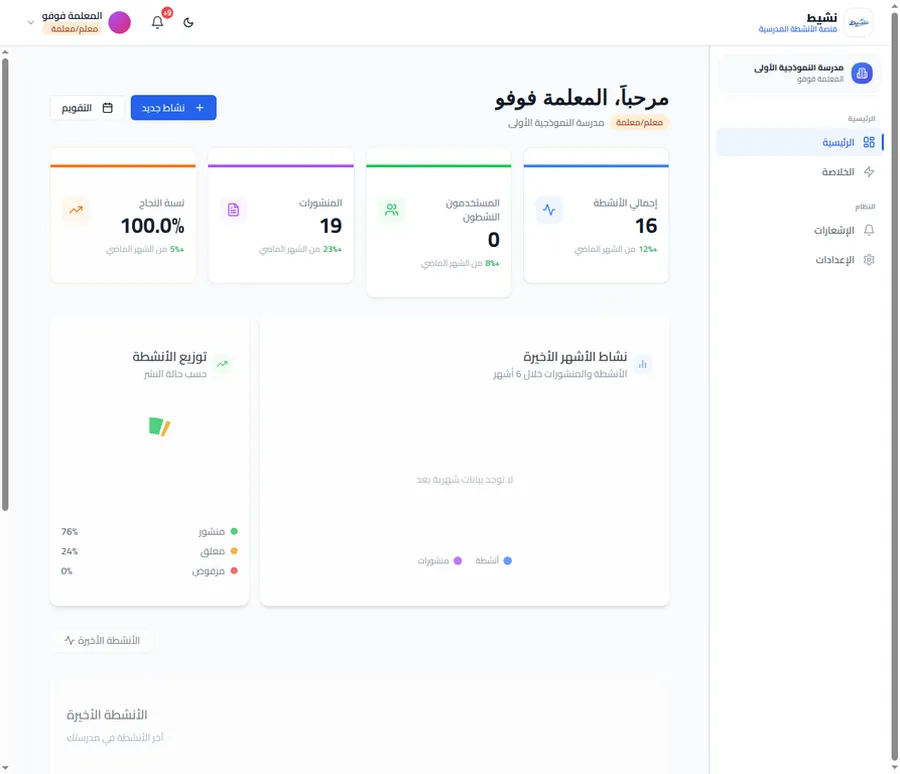 نشيط
منصة الأنشطة المدرسية
+9
المعلمة فوفو
معلم/معلمة
مدرسة النموذجية الأولى
المعلمة فوفو
الرئيسية
الرئيسية
الخلاصة
النظام
الإشعارات
الإعدادات
مرحباً، المعلمة فوفو
معلم/معلمة
مدرسة النموذجية الأولى
نشاط جديد
التقويم
إجمالي الأنشطة
16
+12% من الشهر الماضي
المستخدمون
النشطون
0
+8% من الشهر الماضي
المنشورات
19
+23% من الشهر الماضي
نسبة النجاح
100.0%
+5% من الشهر الماضي
نشاط الأشهر الأخيرة
الأنشطة والمنشورات خلال 6 أشهر
لا توجد بيانات شهرية بعد
أنشطة
منشورات
توزيع الأنشطة
حسب حالة النشر
منشور 76%
معلق 24%
مرفوض 0%
الأنشطة الأخيرة
الأنشطة الأخيرة
آخر الأنشطة في مدرستك